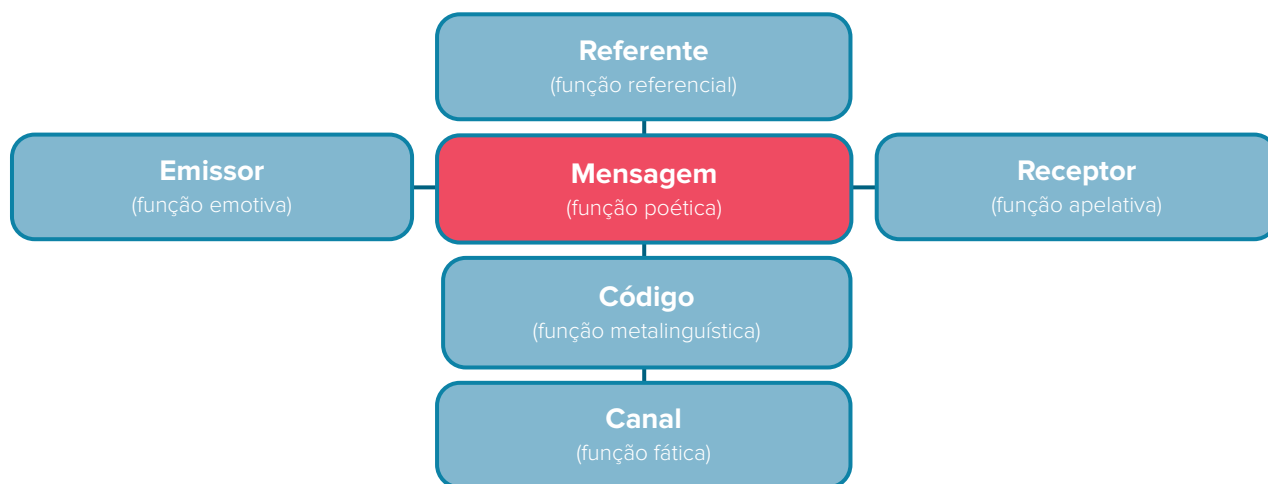 Referente
(função referencial)
Emissor
(função emotiva)
Mensagem
(função poética)
Receptor
(função apelativa)
Código
(função metalinguística)
Canal
(função fática)